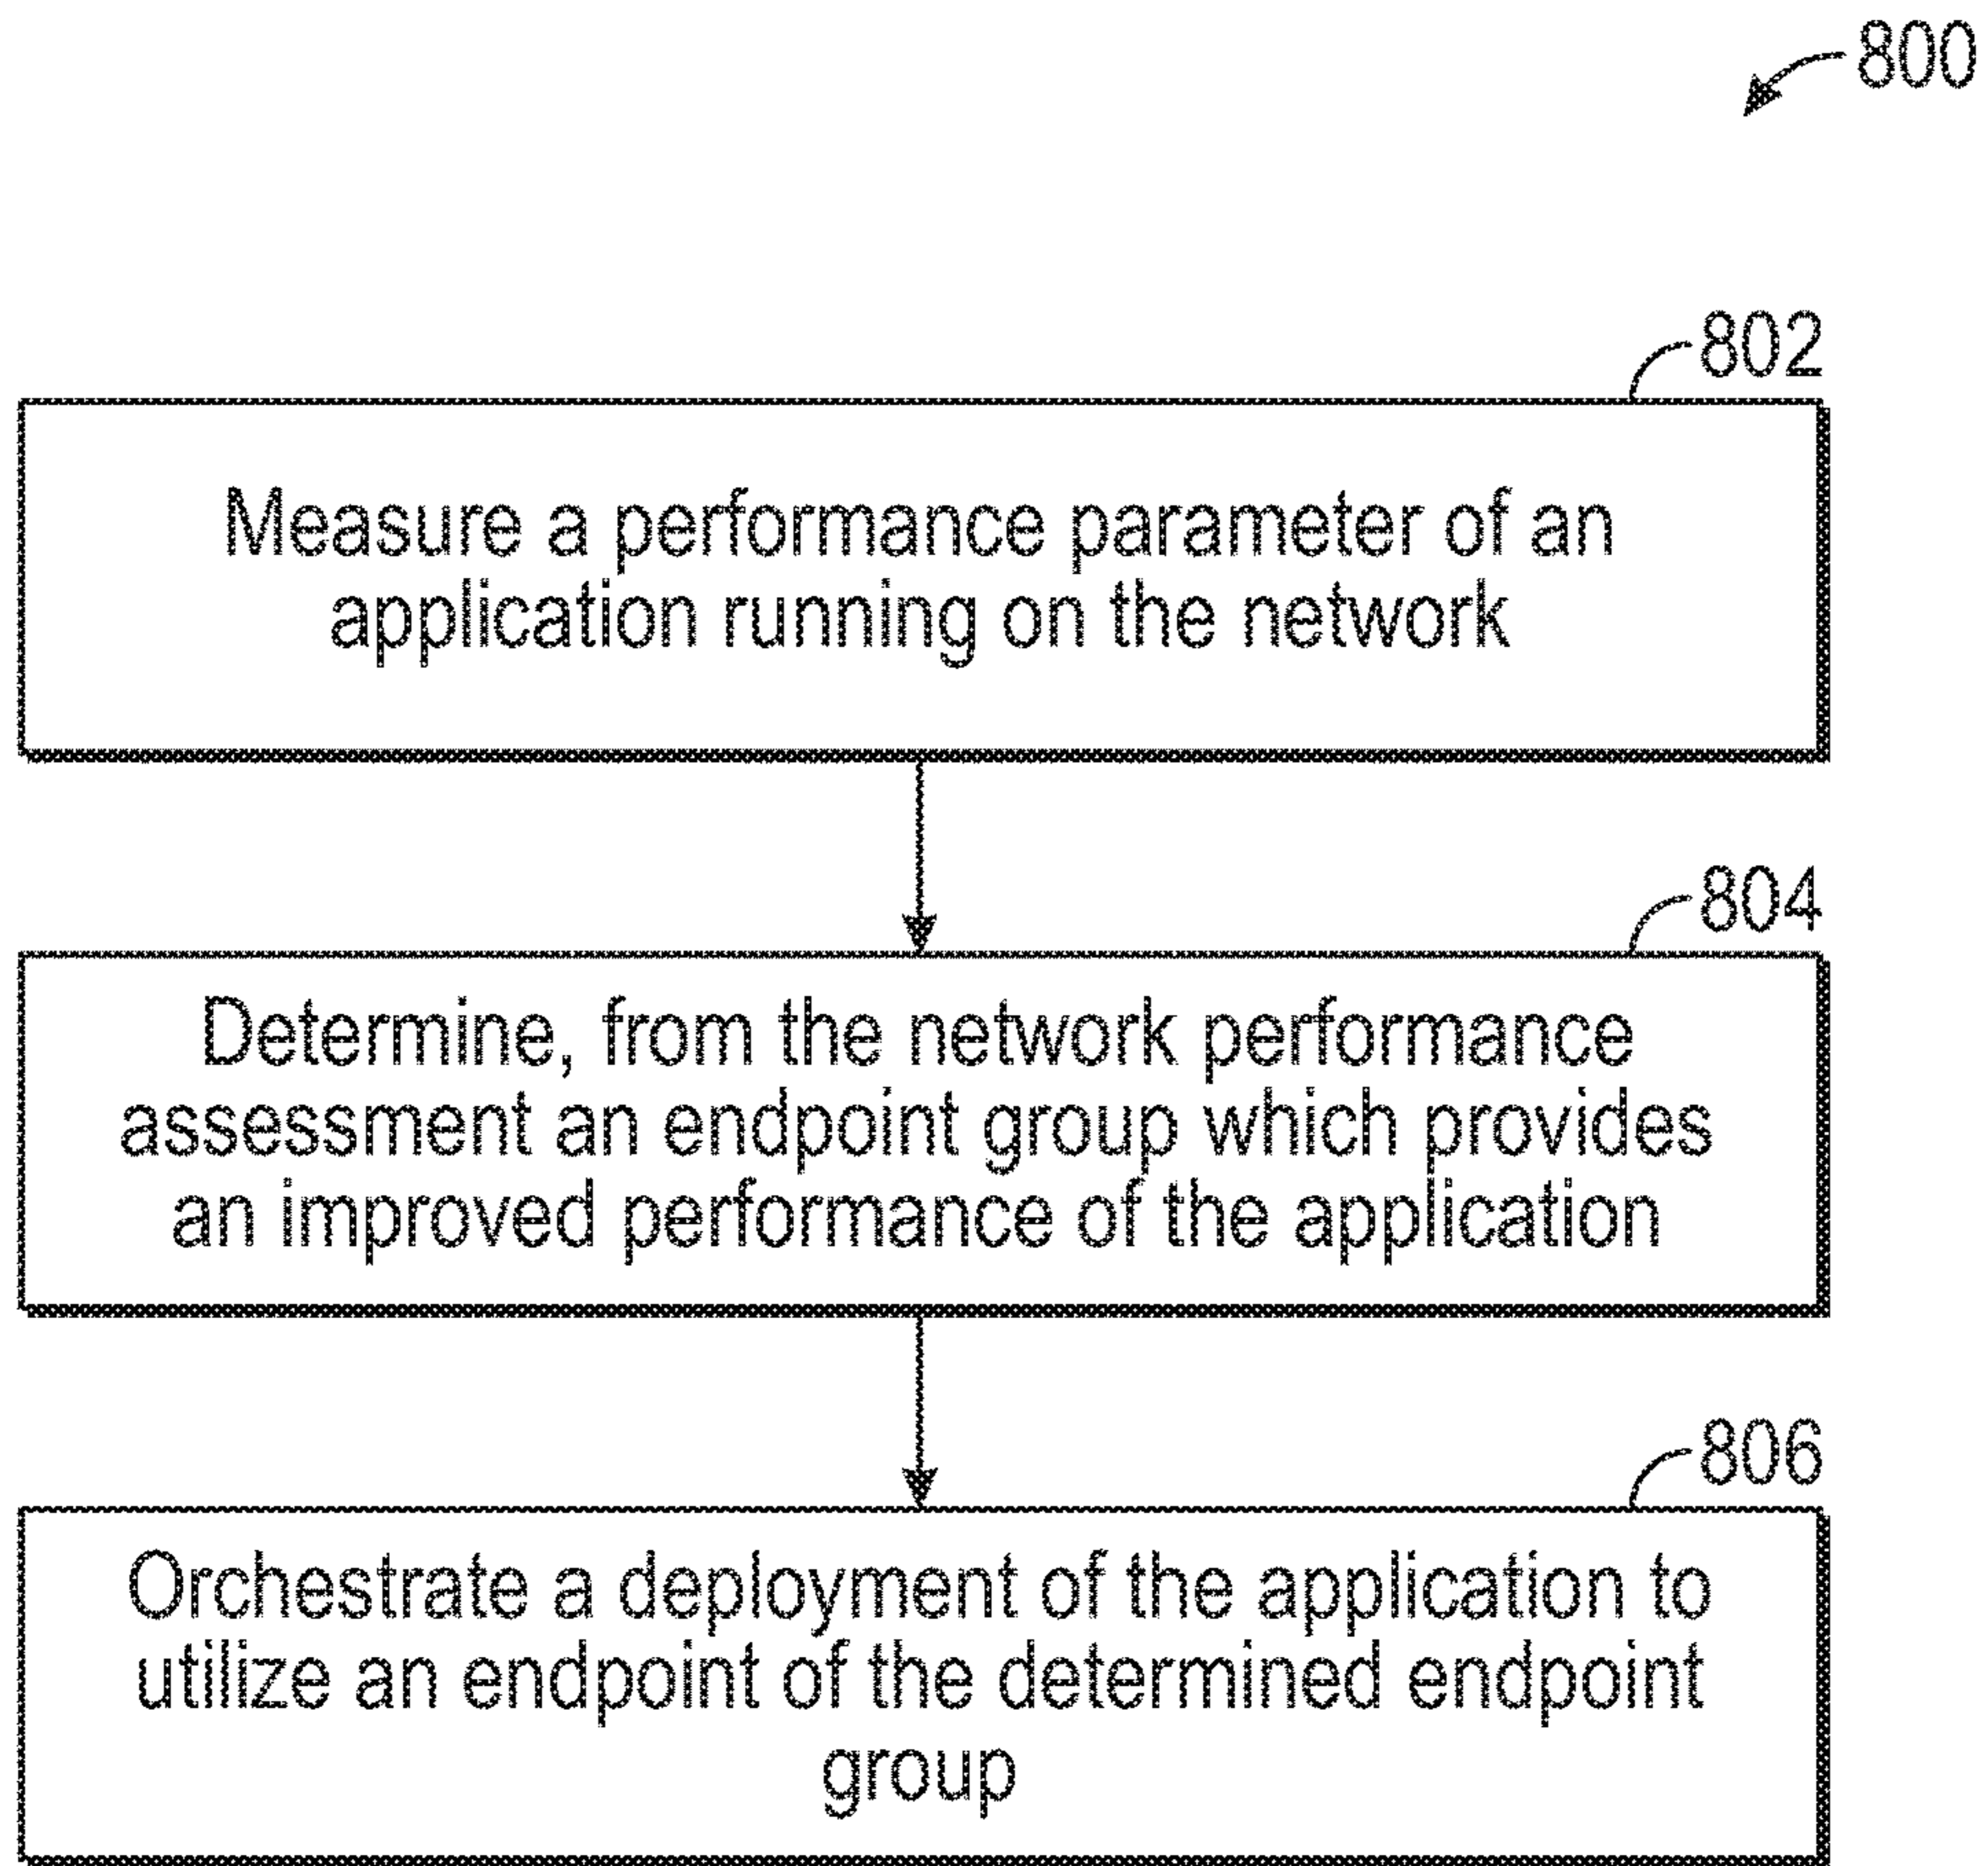 800
802
Measure a performance parameter of an
application running on the network
804
Determine, from the network performance
assessment an endpoint group which provides
an improved performance of the application
806
Orchestrate a deployment of the application to
utilize an endpoint of the determined endpoint
group